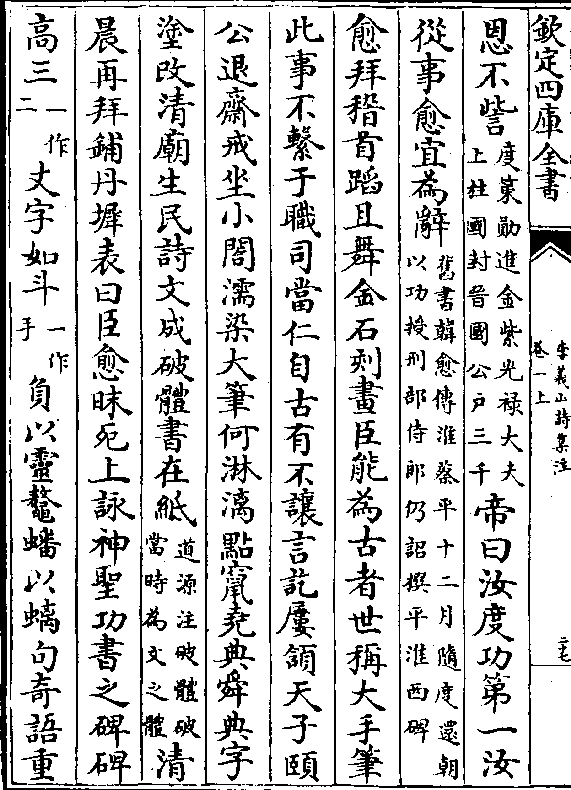 欽定四庫全書
李義山詩集注
卷一上
恩不訾
度策勛進金紫光禄大夫
上柱國封晉國公户三千
帝曰汝度功第一汝
從事愈宜為辭
舊書韓愈傳淮蔡平十二月隨度還朝
以功授刑部侍郎仍詔撰平淮西碑
愈拜稽首蹈且舞金石刻畫臣能為古者世稱大手筆
此事不繫于職司當仁自古有不讓言訖屢頷天子頤
公退齋戒坐小閤濡染大筆何淋漓點竄堯典舜典字
塗改清廟生民詩文成破體書在紙
道源注破體破
當時為文之體
清
晨再拜鋪丹墀表曰臣愈昧死上詠神聖功書之碑碑
高三
一作
二
丈字如斗
一作
手
負以靈鼇蟠以螭句奇語重